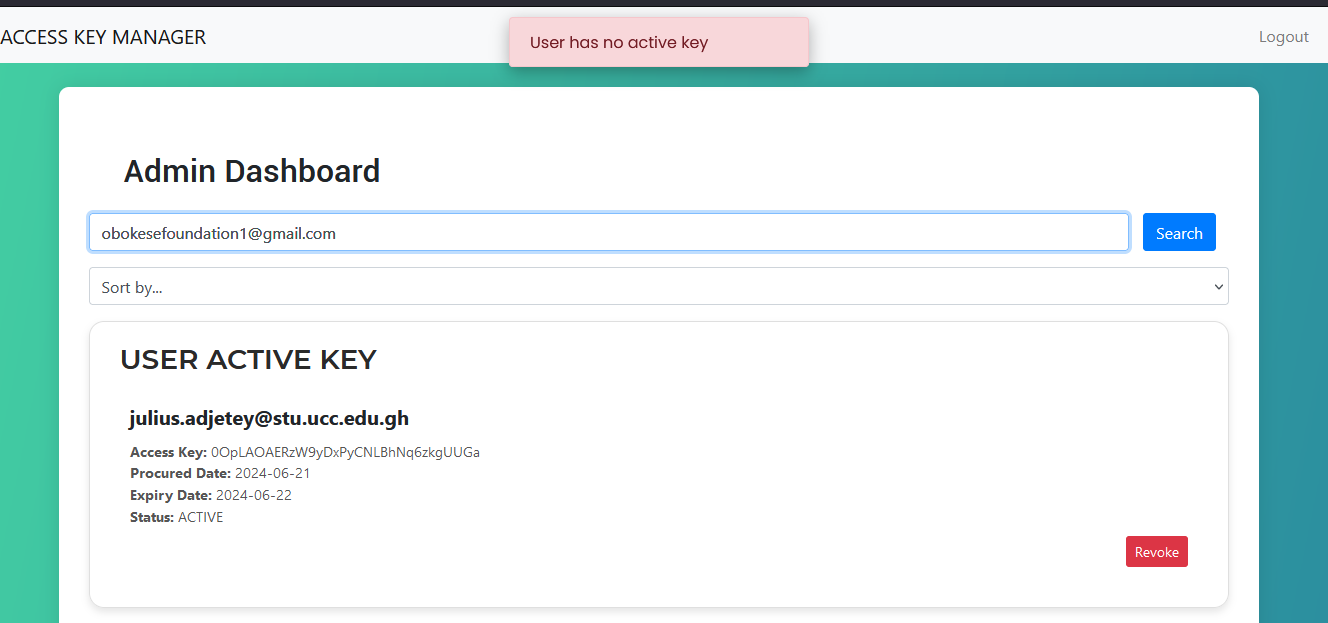 ACCESS KEY MANAGER
User has no active key
Logout
Admin Dashboard
obokesefoundation1@gmail.com
Search
Sort by...
USER ACTIVE KEY
julius.adjetey@stu.ucc.edu.gh
Access Key: 0OpLAOAERzW9yDxPyCNLBhNq6zkgUUGa
Procured Date: 2024-06-21
Expiry Date: 2024-06-22
Status: ACTIVE
Revoke